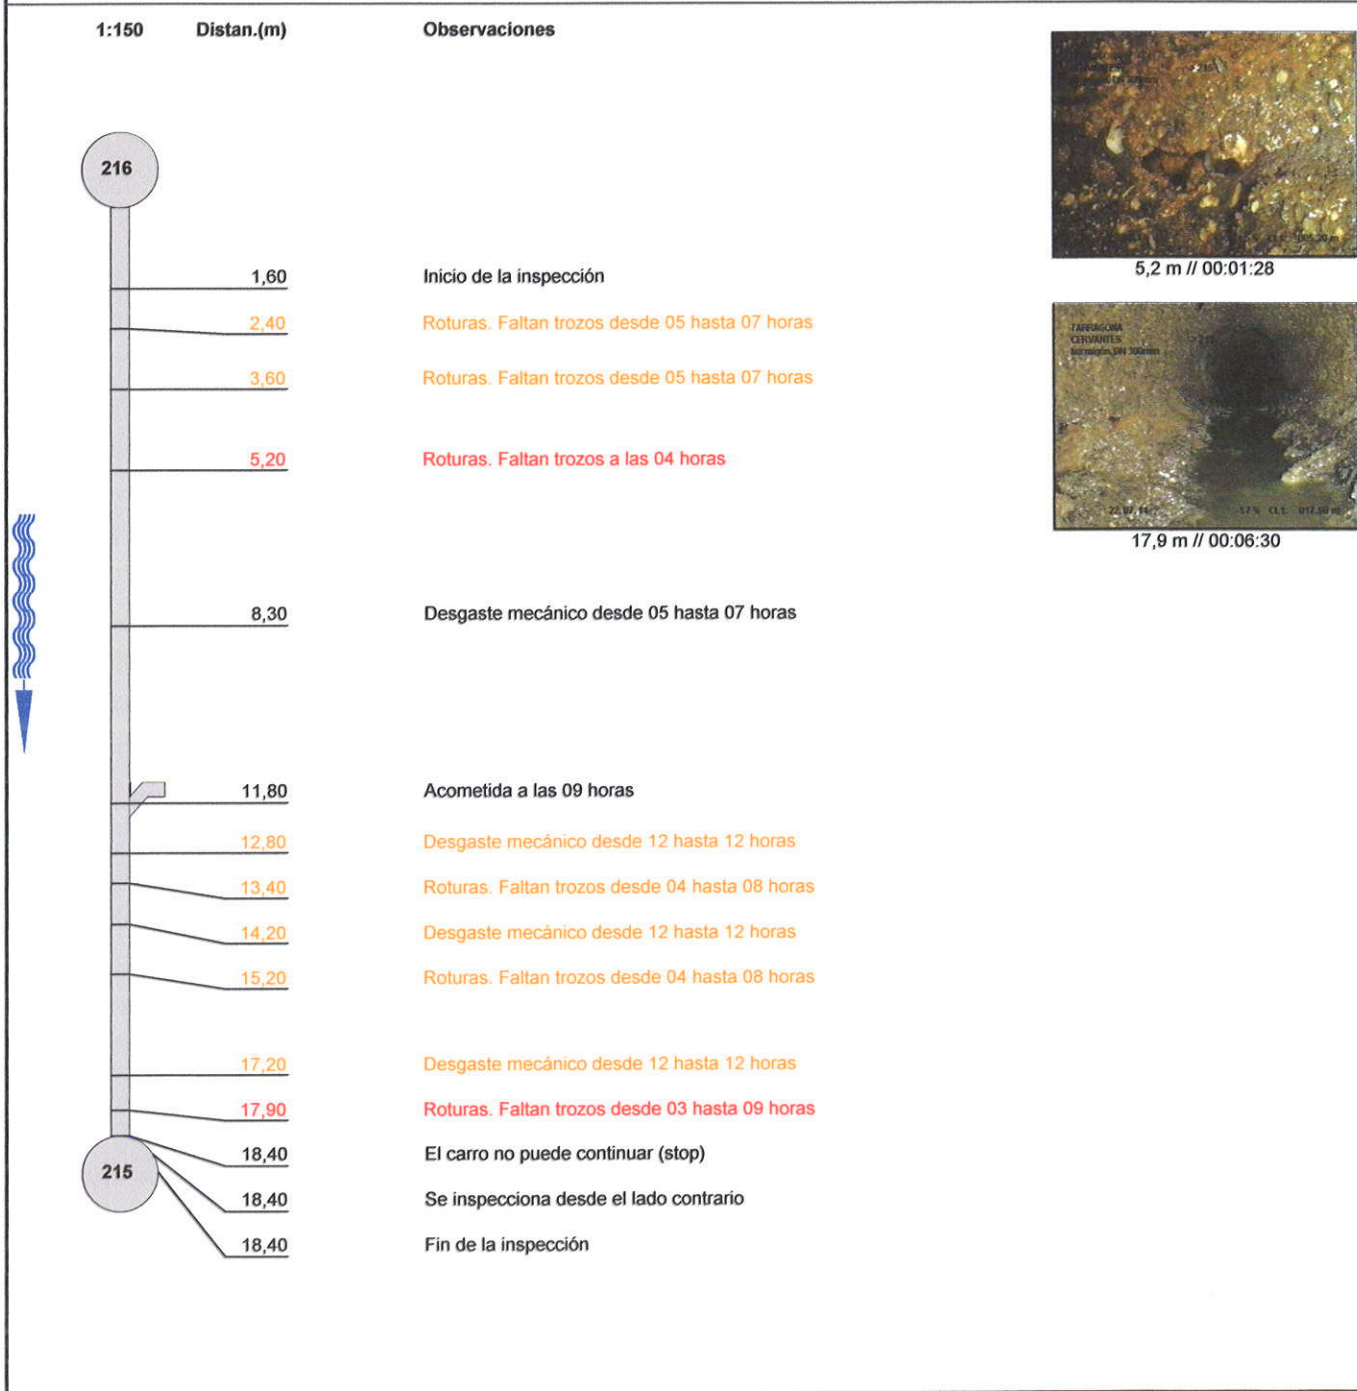 1:150 Distan.(m) Observaciones
216
1,60 Inicio de la inspección
2,40 Roturas. Faltan trozos desde 05 hasta 07 horas
3,60 Roturas. Faltan trozos desde 05 hasta 07 horas
5,20 Roturas. Faltan trozos a las 04 horas
8,30 Desgaste mecánico desde 05 hasta 07 horas
11,80 Acometida a las 09 horas
12,80 Desgaste mecánico desde 12 hasta 12 horas
13,40 Roturas. Faltan trozos desde 04 hasta 08 horas
14,20 Desgaste mecánico desde 12 hasta 12 horas
15,20 Roturas. Faltan trozos desde 04 hasta 08 horas
17,20 Desgaste mecánico desde 12 hasta 12 horas
17,90 Roturas. Faltan trozos desde 03 hasta 09 horas
215
18,40 El carro no puede continuar (stop)
18,40 Se inspecciona desde el lado contrario
18,40 Fin de la inspección
5,2 m // 00:01:28
TARRAGONA
CERVANTES
hormigón, DN 300mm
22.07.14
17,9 m // 00:06:30